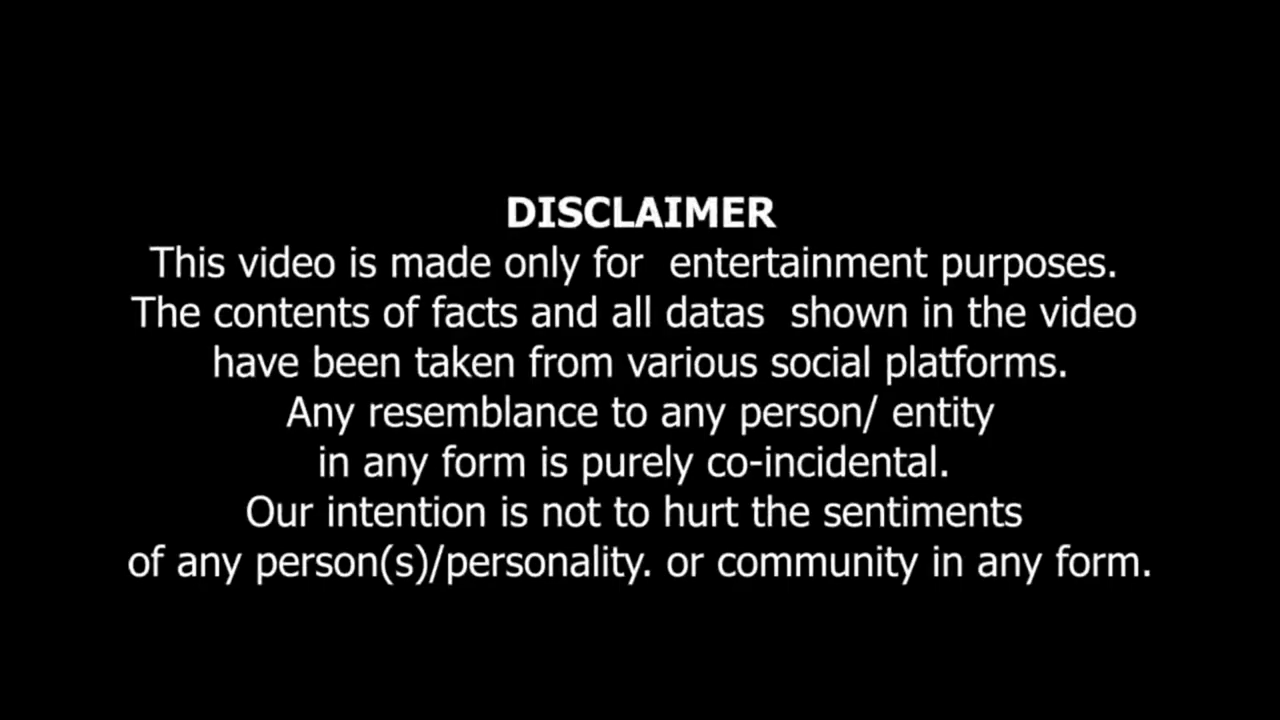 DISCLAIMER
This video is made only for  entertainment purposes.
The contents of facts and all datas  shown in the video
have been taken from various social platforms.
Any resemblance to any person/ entity
in any form is purely co-incidental.
Our intention is not to hurt the sentiments
of any person(s)/personality. or community in any form.